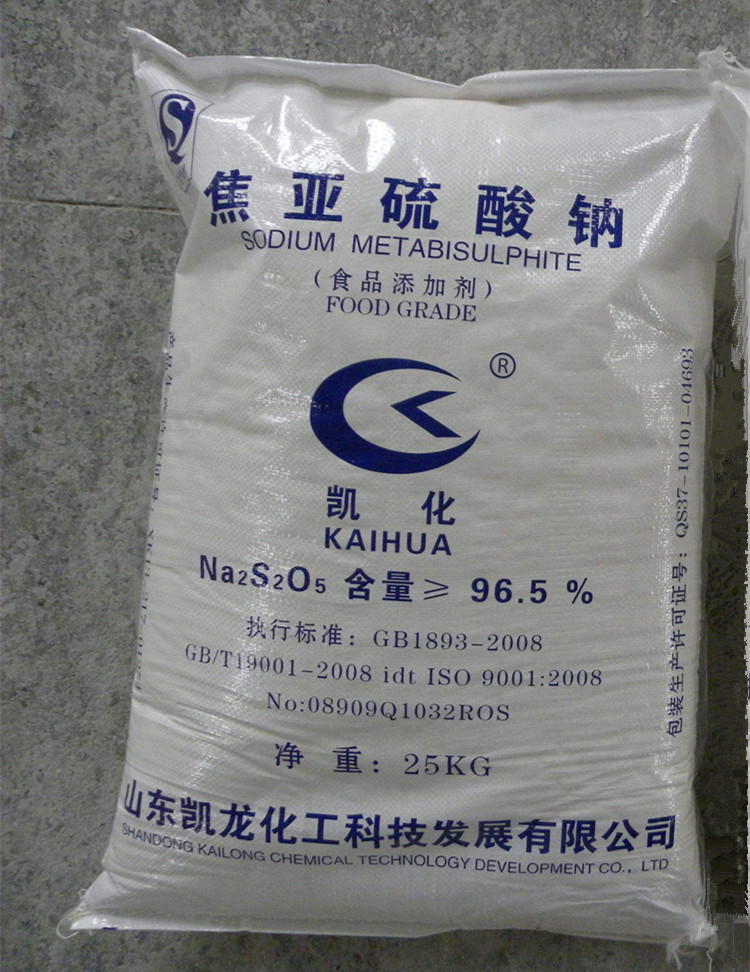 焦亚硫酸钠
SODIUM METABISULPHITE
(食品添加剂)
FOOD GRADE
®
凯 化
KAIHUA
Na2S2O5 含量≥ 96.5 %
执行标准: GB1893-2008
GB/T19001-2008 idt ISO 9001:2008
No:08909Q1032ROS
净 重: 25KG
山东凯龙化工科技发展有限公司
SHANDONG KAILONG CHEMICAL TECHNOLOGY DEVELOPMENT CO., LTD
包装生产许可证号: QS37-10101-04693